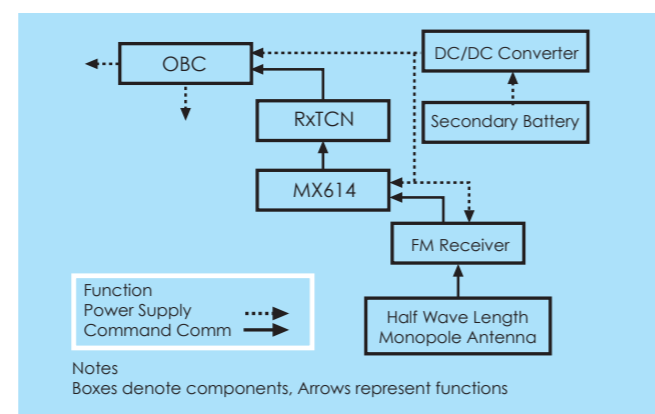 OBC
DC/DC Converter
RxTCN
Secondary Battery
MX614
FM Receiver
Function
Power Supply
Command Comm
Half Wave Length
Monopole Antenna
Notes
Boxes denote components, Arrows represent functions